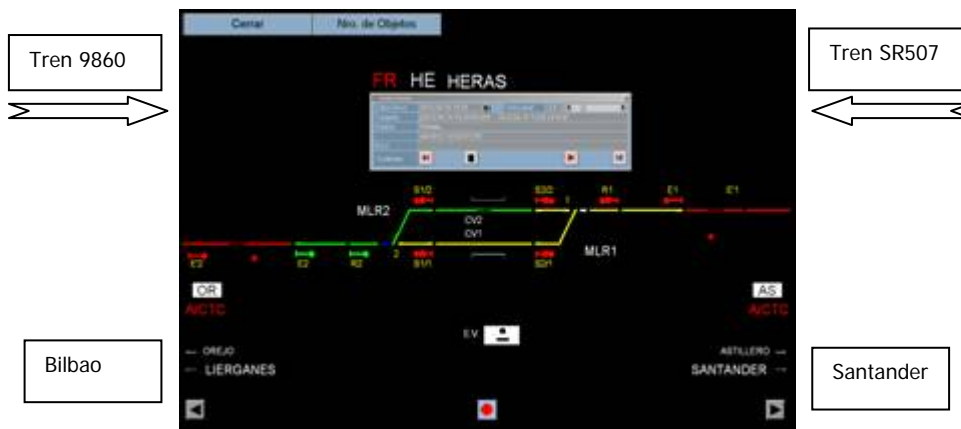 Cerrar Nro. de Objetos
Tren 9860
Tren SR507
FR HE HERAS
S1/2 S2/2 1 R1 E1 E'1
MLR2
CV2
CV1
MLR1
E'2 E2 R2 2 S1/1 S2/1
OR
A/CTC
AS
A/CTC
E.V.
← OREJO
← LIERGANES
ASTILLERO →
SANTANDER →
Bilbao
Santander